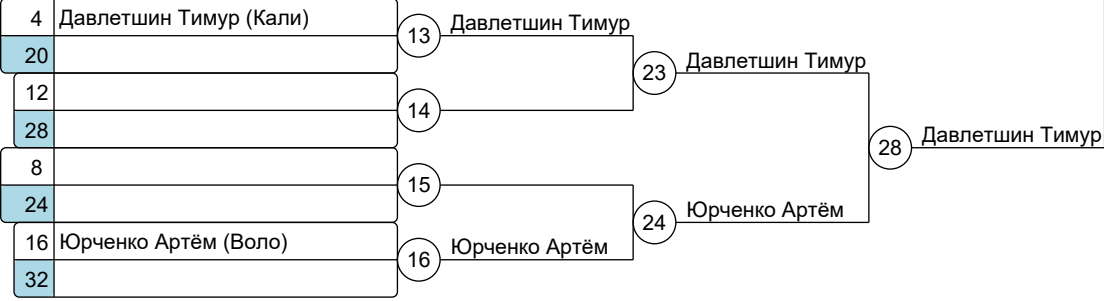 4 Давлетшин Тимур (Кали)
20
13 Давлетшин Тимур
23 Давлетшин Тимур
12
28
14
28 Давлетшин Тимур
8
24
15
24 Юрченко Артём
16 Юрченко Артём (Воло)
32
16 Юрченко Артём